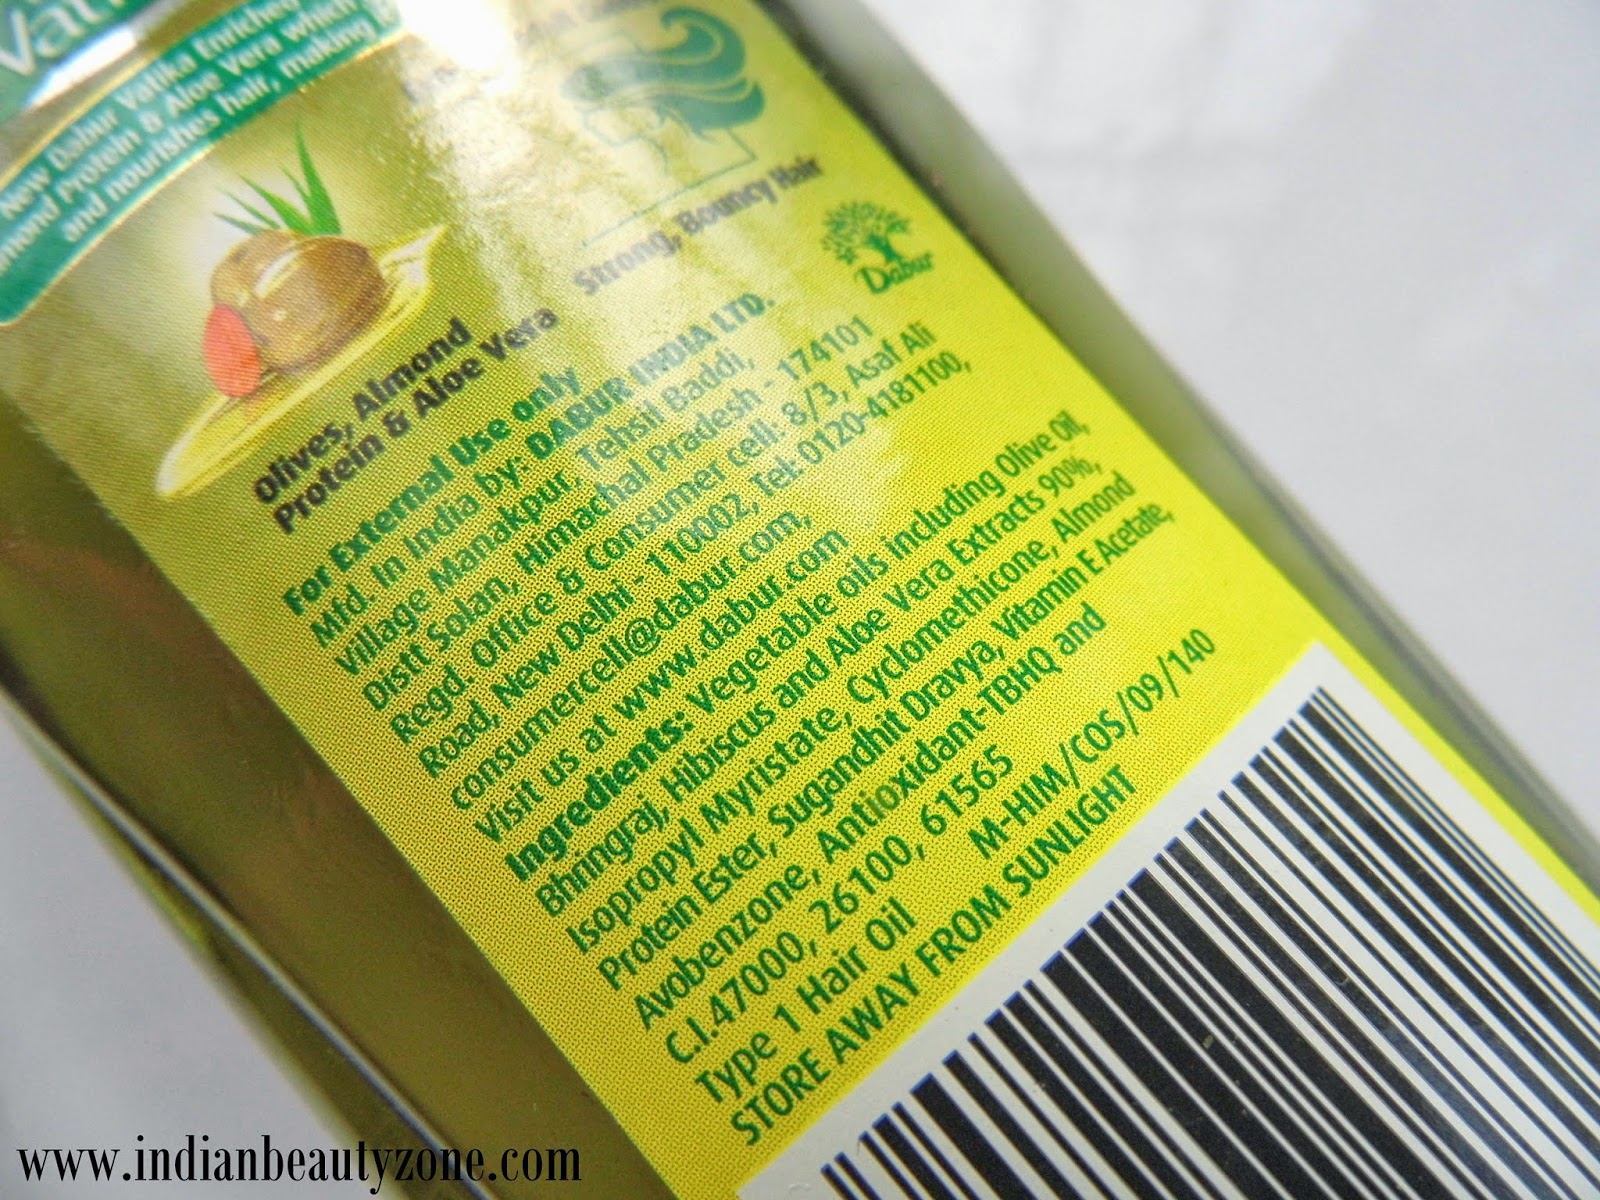 Vati
New Dabur Vatika Enriched
mond Protein & Aloe Vera which
and nourishes hair, making
Olives, Almond
Protein & Aloe Vera
Strong, Bouncy Hair
Dabur
For External Use only
Mfd. In India by: DABUR INDIA LTD.
Village Manakpur, Tehsil Baddi,
Distt Solan, Himachal Pradesh - 174101
Regd. Office & Consumer cell: 8/3, Asaf Ali
Road, New Delhi - 110002, Tel: 0120-4181100,
consumercell@dabur.com,
Visit us at www.dabur.com
Ingredients: Vegetable oils including Olive Oil,
Bhringraj, Hibiscus and Aloe Vera Extracts 90%,
Isopropyl Myristate, Cyclomethicone, Almond
Protein Ester, Sugandhit Dravya, Vitamin E Acetate,
Avobenzone, Antioxidant-TBHQ and
C.I.47000, 26100, 61565
Type 1 Hair Oil M-HIM/COS/09/140
STORE AWAY FROM SUNLIGHT
www.indianbeautyzone.com